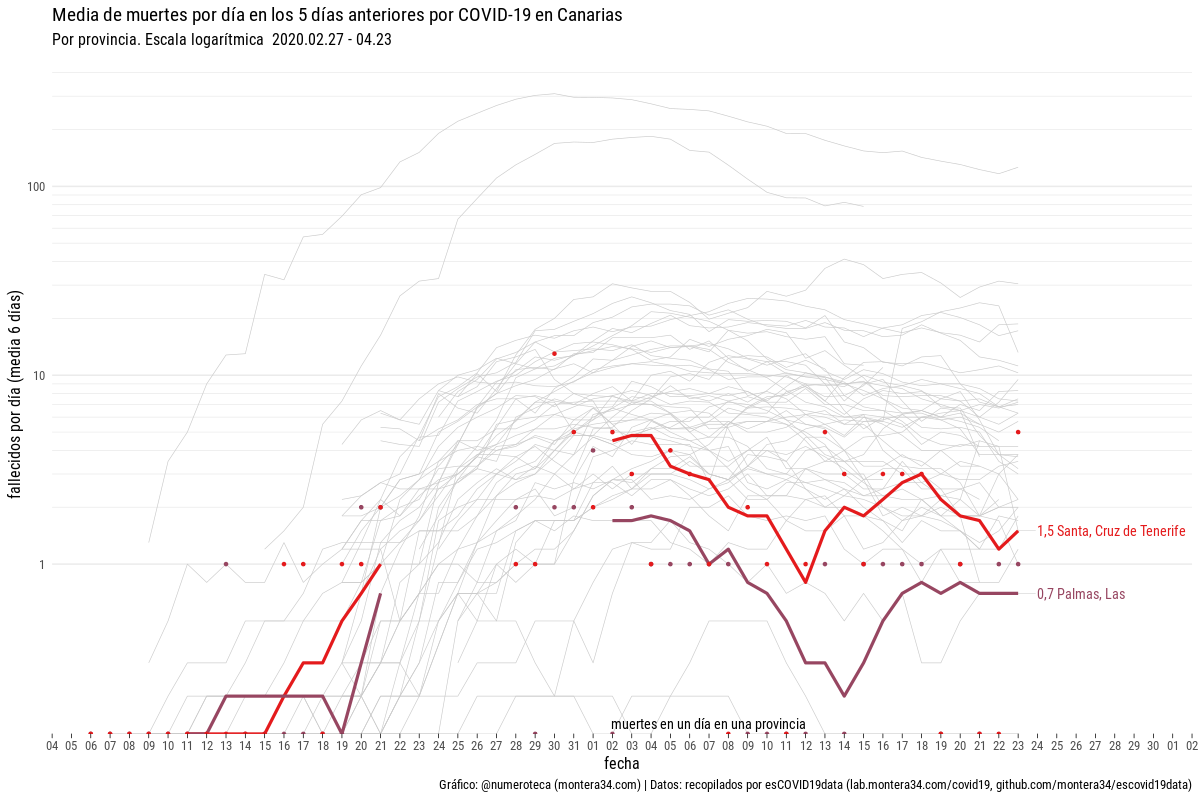 Media de muertes por día en los 5 días anteriores por COVID-19 en Canarias
Por provincia. Escala logarítmica 2020.02.27 - 04.23
fallecidos por día (media 6 días)
100
10
1
1,5 Santa, Cruz de Tenerife
0,7 Palmas, Las
muertes en un día en una provincia
04 05 06 07 08 09 10 11 12 13 14 15 16 17 18 19 20 21 22 23 24 25 26 27 28 29 30 31 01 02 03 04 05 06 07 08 09 10 11 12 13 14 15 16 17 18 19 20 21 22 23 24 25 26 27 28 29 30 01 02
fecha
Gráfico: @numeroteca (montera34.com) | Datos: recopilados por esCOVID19data (lab.montera34.com/covid19, github.com/montera34/escovid19data)